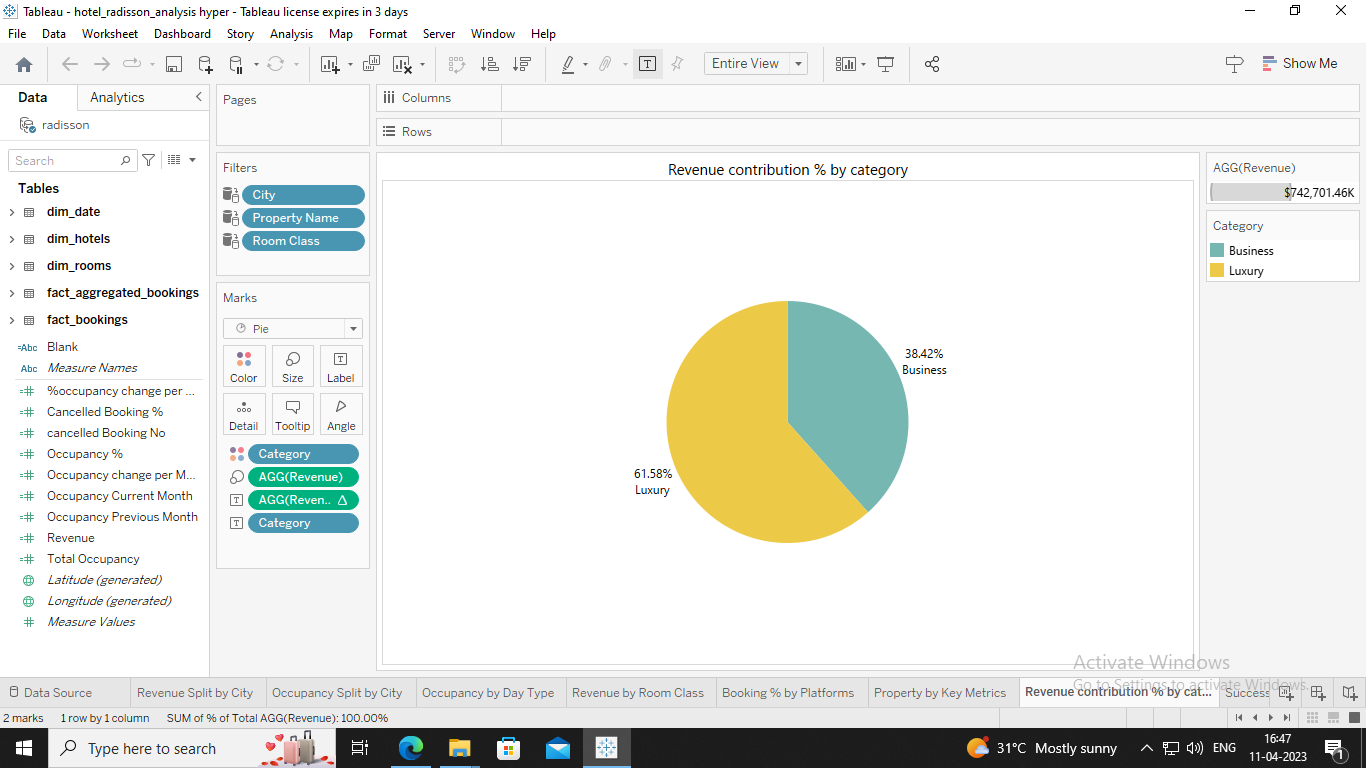 Tableau - hotel_radisson_analysis hyper - Tableau license expires in 3 days
File Data Worksheet Dashboard Story Analysis Map Format Server Window Help
Entire View
Show Me
Data Analytics
radisson
Search
Tables
dim_date
dim_hotels
dim_rooms
fact_aggregated_bookings
fact_bookings
=Abc Blank
Abc Measure Names
%occupancy change per ...
Cancelled Booking %
cancelled Booking No
Occupancy %
Occupancy change per M...
Occupancy Current Month
Occupancy Previous Month
Revenue
Total Occupancy
Latitude (generated)
Longitude (generated)
Measure Values
Pages
Filters
City
Property Name
Room Class
Marks
Pie
Color Size Label
Detail Tooltip Angle
Category
AGG(Revenue)
AGG(Reven..
Category
Columns
Rows
Revenue contribution % by category
38.42%
Business
61.58%
Luxury
AGG(Revenue)
$742,701.46K
Category
Business
Luxury
Activate Windows
Go to Settings to activate Windows.
Data Source Revenue Split by City Occupancy Split by City Occupancy by Day Type Revenue by Room Class Booking % by Platforms Property by Key Metrics Revenue contribution % by cat... Success
2 marks 1 row by 1 column SUM of % of Total AGG(Revenue): 100.00%
Type here to search
31°C Mostly sunny
ENG
16:47
11-04-2023
1